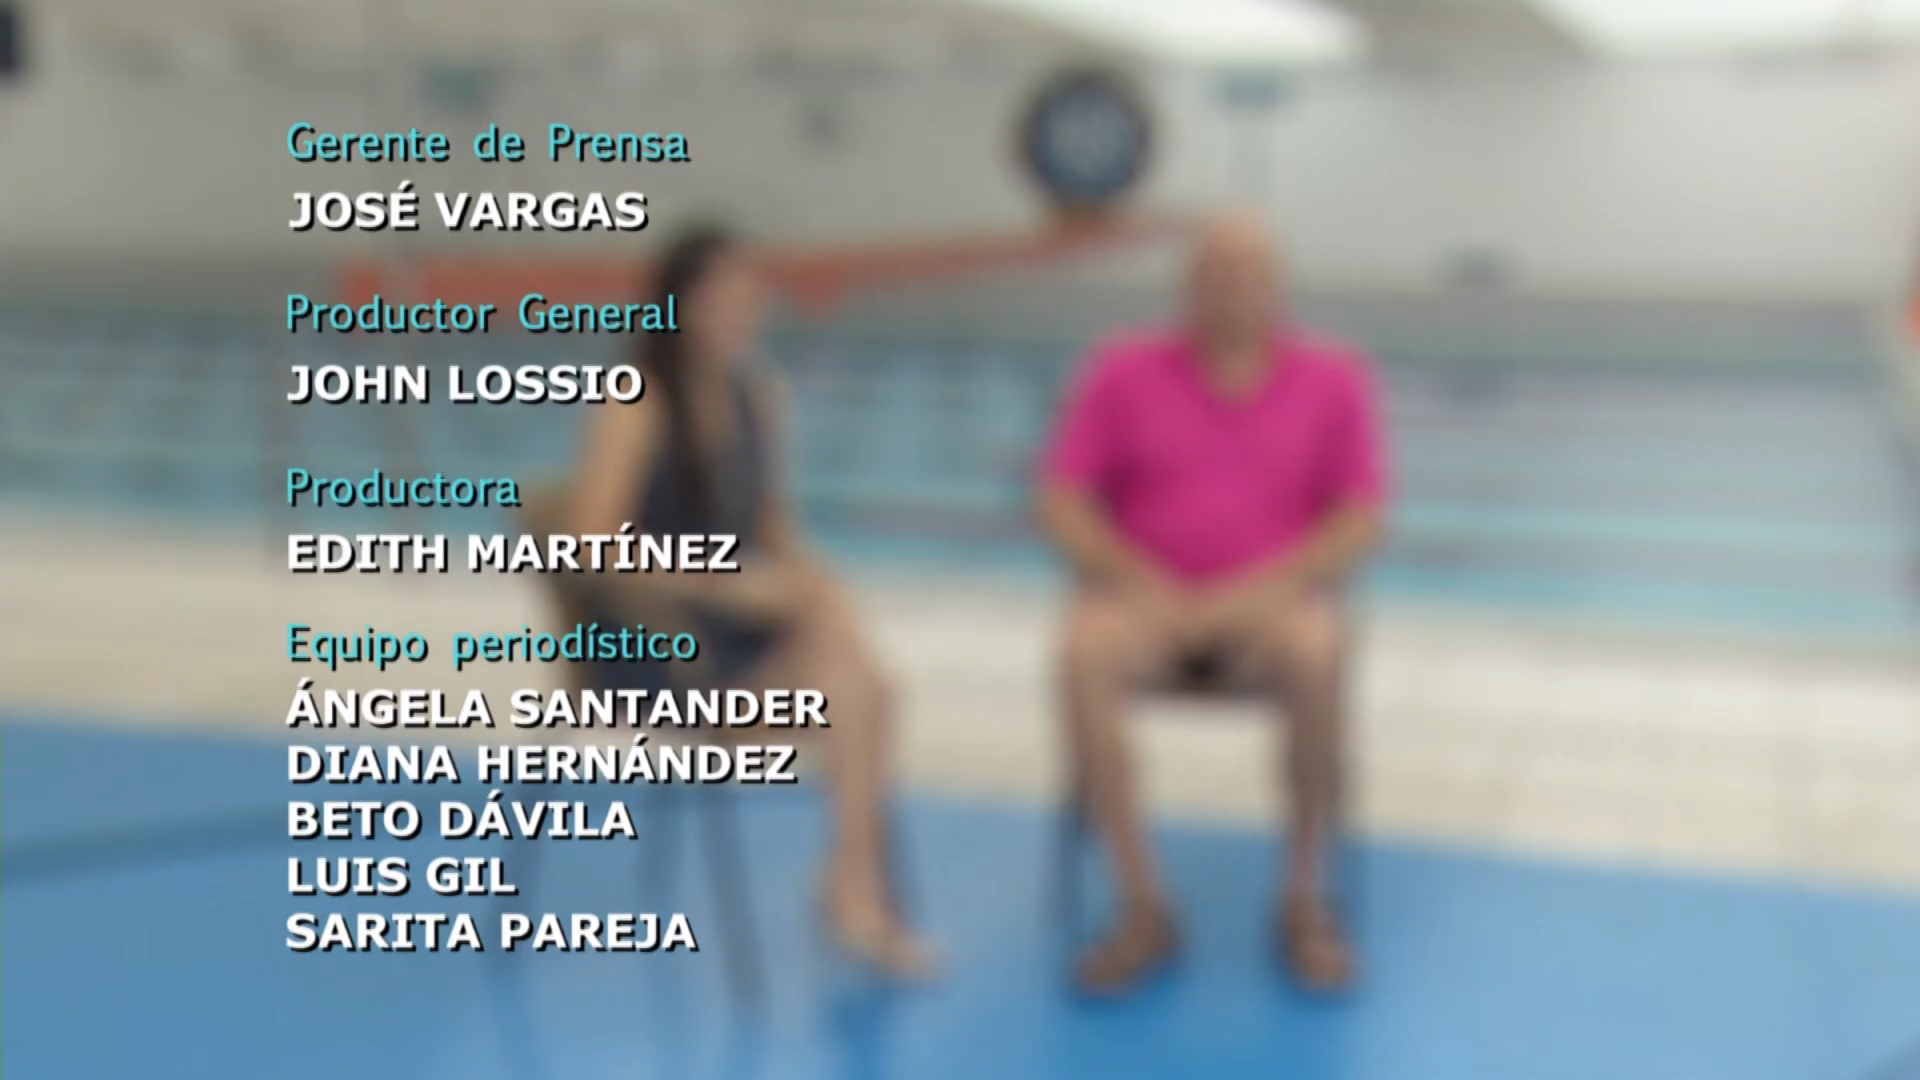 Gerente de Prensa
JOSÉ VARGAS
Productor General
JOHN LOSSIO
Productora
EDITH MARTÍNEZ
Equipo periodístico
ÁNGELA SANTANDER
DIANA HERNÁNDEZ
BETO DÁVILA
LUIS GIL
SARITA PAREJA